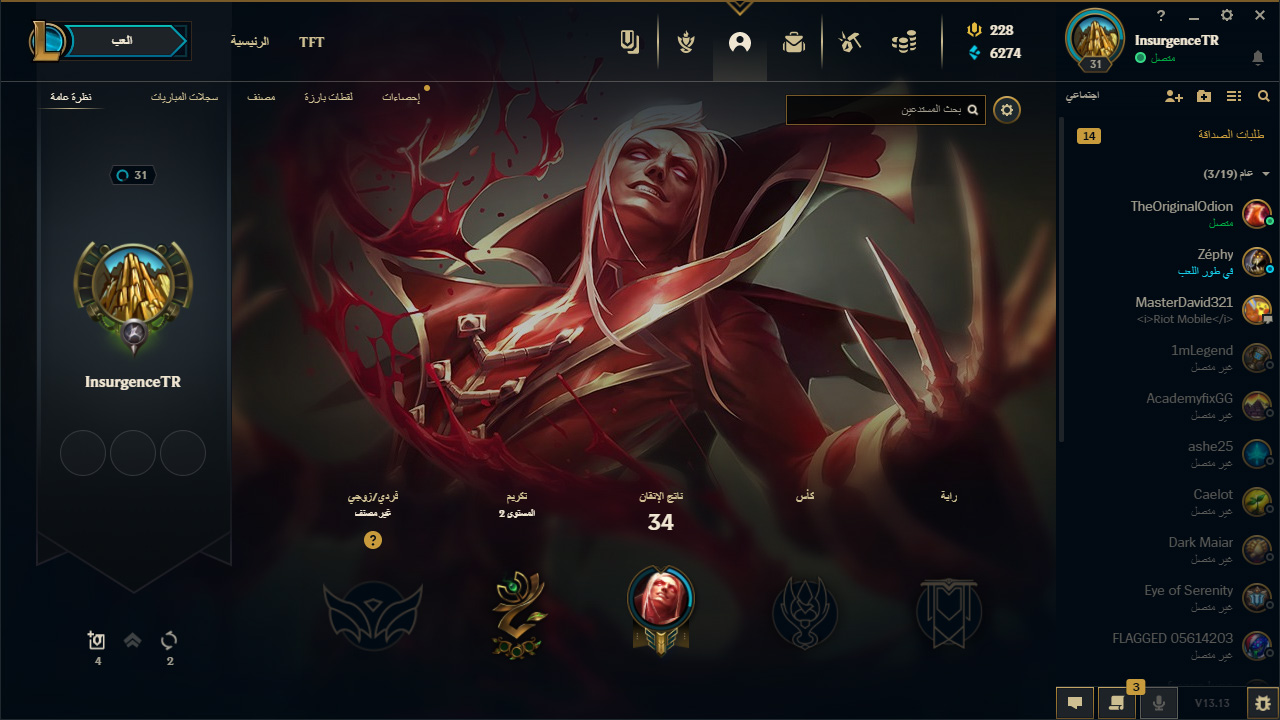 العب
الرئيسية
TFT
228
6274
?
InsurgenceTR
متصل
31
نظرة عامة
سجلات المباريات
مصنف
لقطات بارزة
إحصاءات
بحث المستدعين
اجتماعي
طلبات الصداقة
14
عام (3/19)
TheOriginalOdion
متصل
Zéphy
في طور اللعب
MasterDavid321
<i>Riot Mobile</i>
1mLegend
غير متصل
AcademyfixGG
غير متصل
ashe25
غير متصل
Caelot
غير متصل
Dark Maiar
غير متصل
Eye of Serenity
غير متصل
FLAGGED 05614203
غير متصل
31
InsurgenceTR
فردي/زوجي
غير مصنف
?
تكريم
المستوى 2
ناتج الإتقان
34
كأس
راية
4
2
3
V13.13